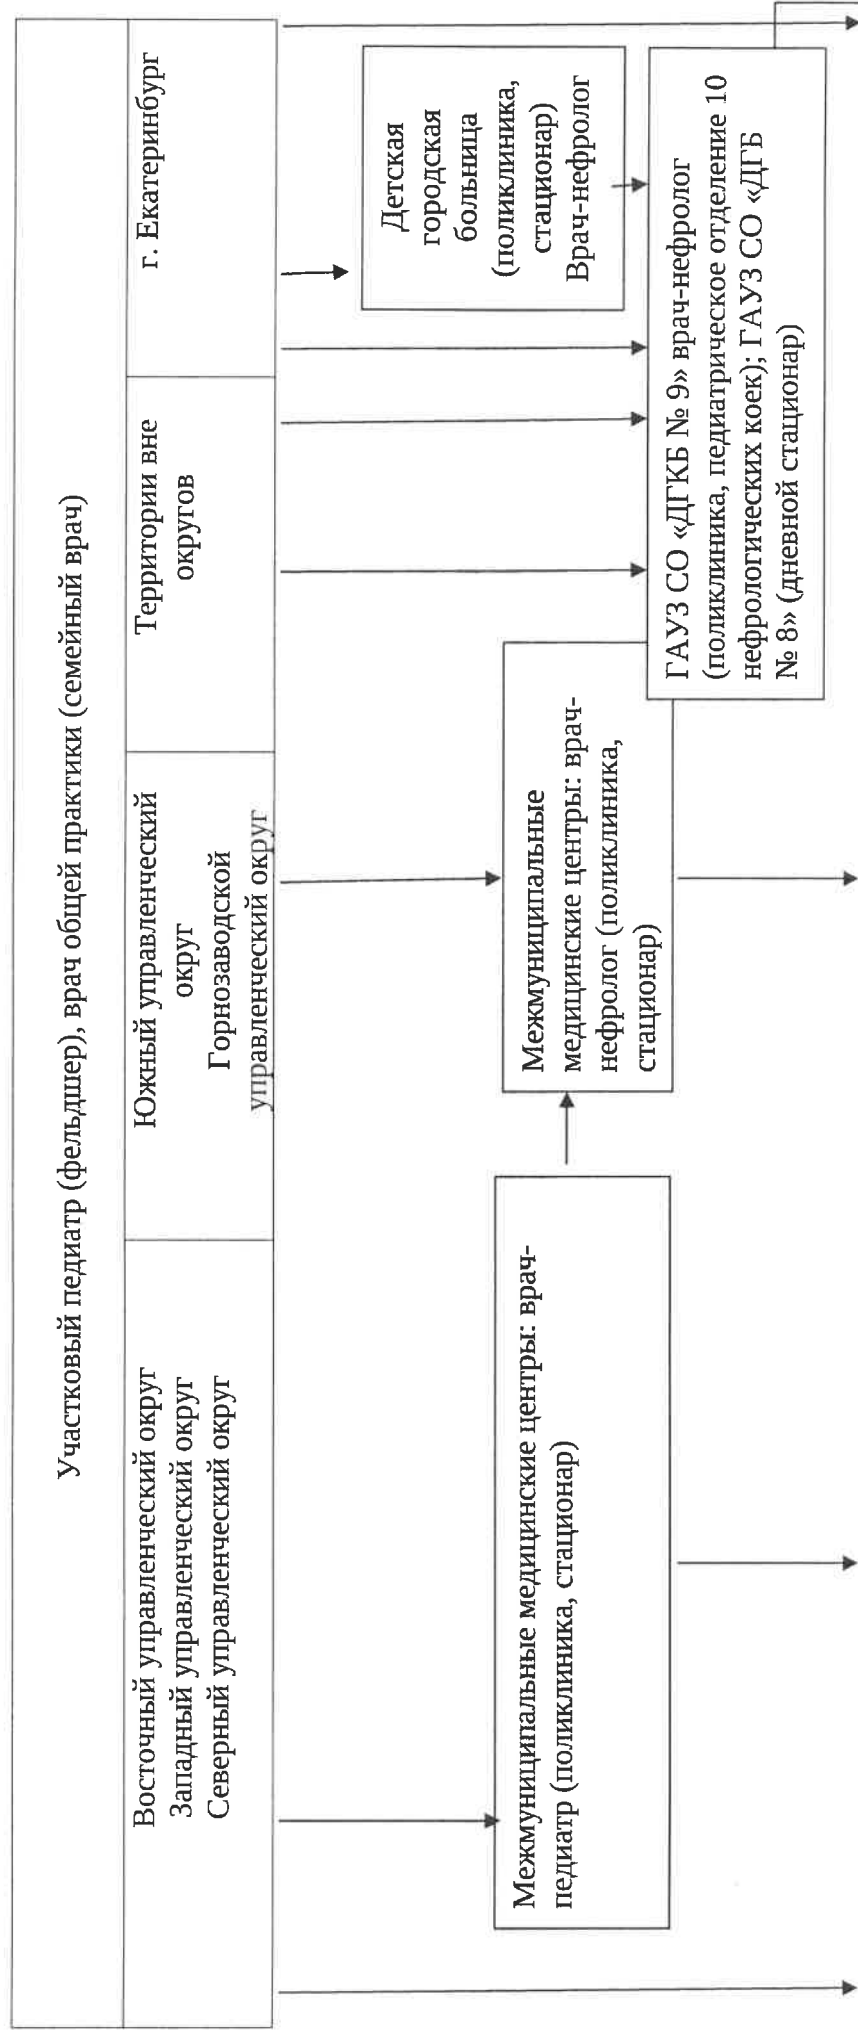 Участковый педиатр (фельдшер), врач общей практики (семейный врач)
Восточный управленческий округ
Западный управленческий округ
Северный управленческий округ
Южный управленческий
округ
Горнозаводской
управленческий округ
Территории вне
округов
г. Екатеринбург
Детская
городская
больница
(поликлиника,
стационар)
Врач-нефролог
Межмуниципальные медицинские центры: врач-
педиатр (поликлиника, стационар)
Межмуниципальные
медицинские центры: врач-
нефролог (поликлиника,
стационар)
ГАУЗ СО «ДГКБ № 9» врач-нефролог
(поликлиника, педиатрическое отделение 10
нефрологических коек); ГАУЗ СО «ДГБ
№ 8» (дневной стационар)